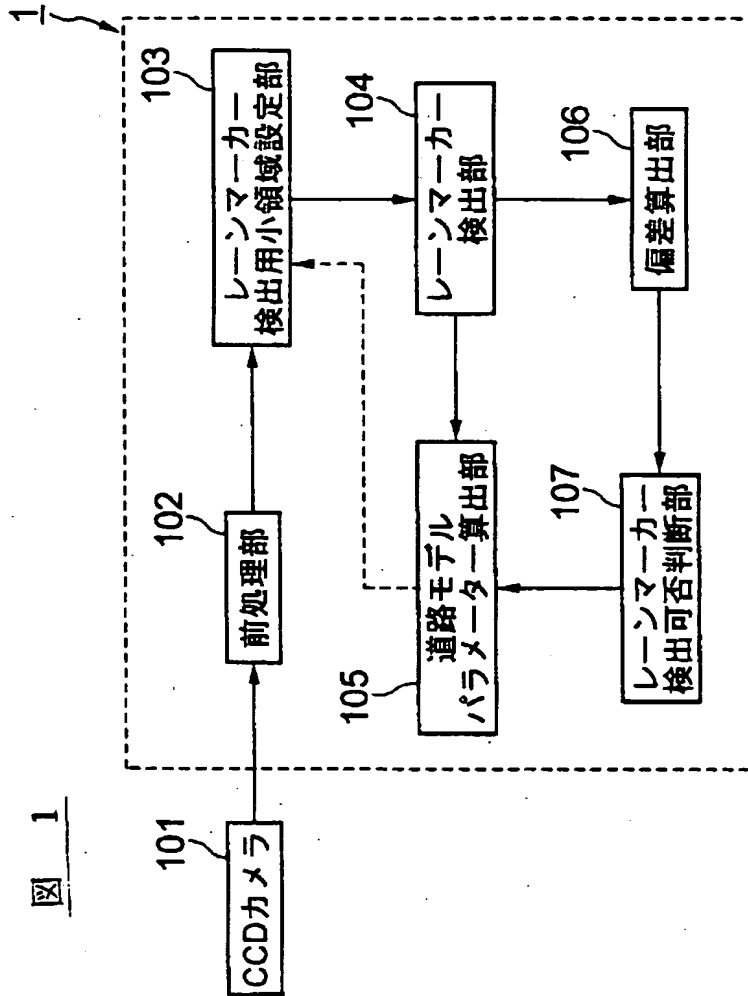 図 1
1
101
CCDカメラ
102
前処理部
103
レーンマーカー
検出用小領域設定部
104
レーンマーカー
検出部
105
道路モデル
パラメーター算出部
106
偏差算出部
107
レーンマーカー
検出可否判断部